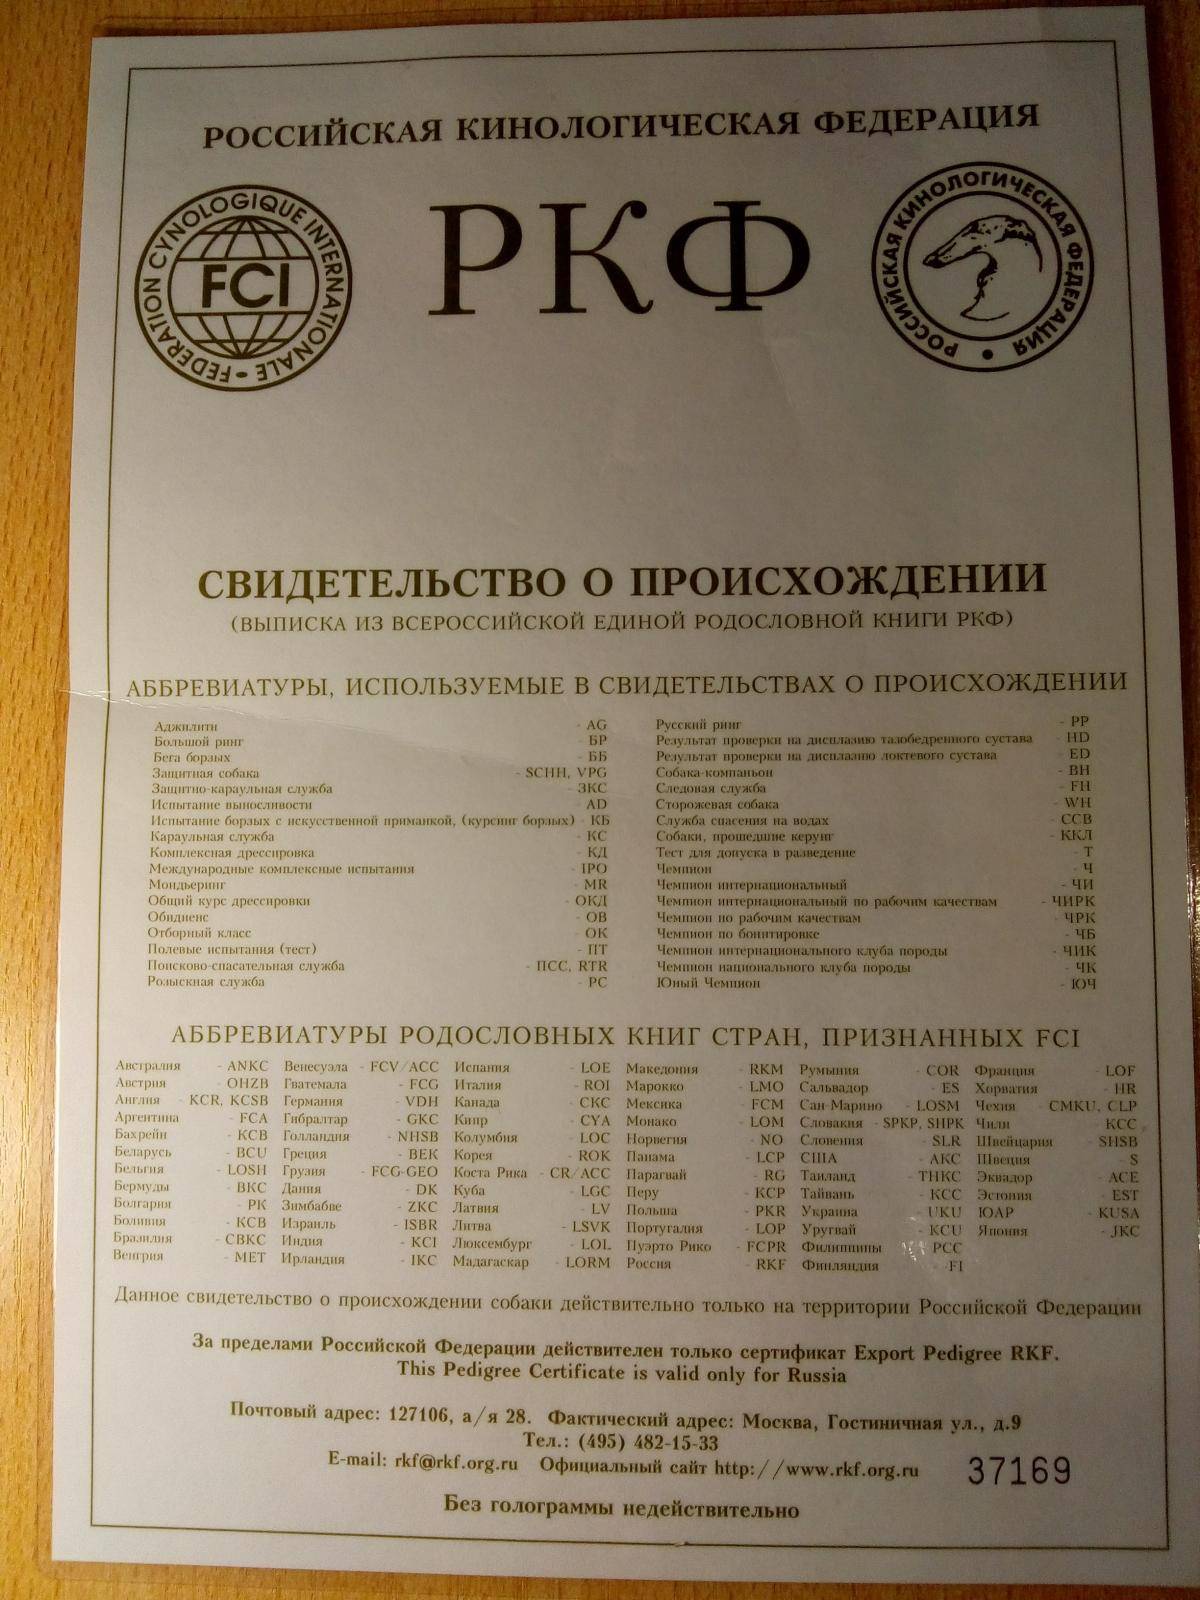 РОССИЙСКАЯ КИНОЛОГИЧЕСКАЯ ФЕДЕРАЦИЯ
FEDERATION CYNOLOGIQUE INTERNATIONALE
FCI
РКФ
РОССИЙСКАЯ КИНОЛОГИЧЕСКАЯ ФЕДЕРАЦИЯ
СВИДЕТЕЛЬСТВО О ПРОИСХОЖДЕНИИ
(ВЫПИСКА ИЗ ВСЕРОССИЙСКОЙ ЕДИНОЙ РОДОСЛОВНОЙ КНИГИ РКФ)
АББРЕВИАТУРЫ, ИСПОЛЬЗУЕМЫЕ В СВИДЕТЕЛЬСТВАХ О ПРОИСХОЖДЕНИИ
Аджилити - AG
Большой ринг - БР
Бега борзых - ББ
Защитная собака - SCHH, VPG
Защитно-караульная служба - ЗКС
Испытание выносливости - AD
Испытание борзых с искусственной приманкой, (курсинг борзых) - КБ
Караульная служба - КС
Комплексная дрессировка - КД
Международные комплексные испытания - IPO
Мондьоринг - MR
Общий курс дрессировки - ОКД
Обидиенс - OB
Отборный класс - ОК
Полевые испытания (тест) - ПТ
Поисково-спасательная служба - ПСС, RTR
Розыскная служба - РС
Русский ринг - РР
Результат проверки на дисплазию тазобедренного сустава - HD
Результат проверки на дисплазию локтевого сустава - ED
Собака-компаньон - BH
Следовая служба - FH
Сторожевая собака - WH
Служба спасения на водах - ССВ
Собаки, прошедшие керунг - ККЛ
Тест для допуска в разведение - Т
Чемпион - Ч
Чемпион интернациональный - ЧИ
Чемпион интернациональный по рабочим качествам - ЧИРК
Чемпион по рабочим качествам - ЧРК
Чемпион по бонитировке - ЧБ
Чемпион интернационального клуба породы - ЧИК
Чемпион национального клуба породы - ЧК
Юный Чемпион - ЮЧ
АББРЕВИАТУРЫ РОДОСЛОВНЫХ КНИГ СТРАН, ПРИЗНАННЫХ FCI
Австралия - ANKC
Австрия - OHZB
Англия - KCR, KCSB
Аргентина - FCA
Бахрейн - KCB
Беларусь - BCU
Бельгия - LOSH
Бермуды - BKC
Болгария - РК
Боливия - KCB
Бразилия - CBKC
Венгрия - MET
Венесуэла - FCV/ACC
Гватемала - FCG
Германия - VDH
Гибралтар - GKC
Голландия - NHSB
Греция - BEK
Грузия - FCG-GEO
Дания - DK
Зимбабве - ZKC
Израиль - ISBR
Индия - KCI
Ирландия - IKC
Испания - LOE
Италия - ROI
Канада - CKC
Кипр - CYA
Колумбия - LOC
Корея - ROK
Коста Рика - CR/ACC
Куба - LGC
Латвия - LV
Литва - LSVK
Люксембург - LOL
Мадагаскар - LORM
Македония - RKM
Марокко - LMO
Мексика - FCM
Монако - LOM
Норвегия - NO
Панама - LCP
Парагвай - RG
Перу - KCP
Польша - PKR
Португалия - LOP
Пуэрто Рико - FCPR
Россия - RKF
Румыния - COR
Сальвадор - ES
Сан-Марино - LOSM
Словакия - SPKP, SHPK
Словения - SLR
США - AKC
Таиланд - THKC
Тайвань - KCC
Украина - UKU
Уругвай - KCU
Филиппины PCC
Финляндия - FI
Франция - LOF
Хорватия - HR
Чехия - CMKU, CLP
Чили KCC
Швейцария - SHSB
Швеция - S
Эквадор - ACE
Эстония - EST
ЮАР - KUSA
Япония - JKC
Данное свидетельство о происхождении собаки действительно только на территории Российской Федерации
За пределами Российской Федерации действителен только сертификат Export Pedigree RKF.
This Pedigree Certificate is valid only for Russia
Почтовый адрес: 127106, а/я 28. Фактический адрес: Москва, Гостиничная ул., д.9
Тел.: (495) 482-15-33
E-mail: rkf@rkf.org.ru Официальный сайт http://www.rkf.org.ru
37169
Без голограммы недействительно